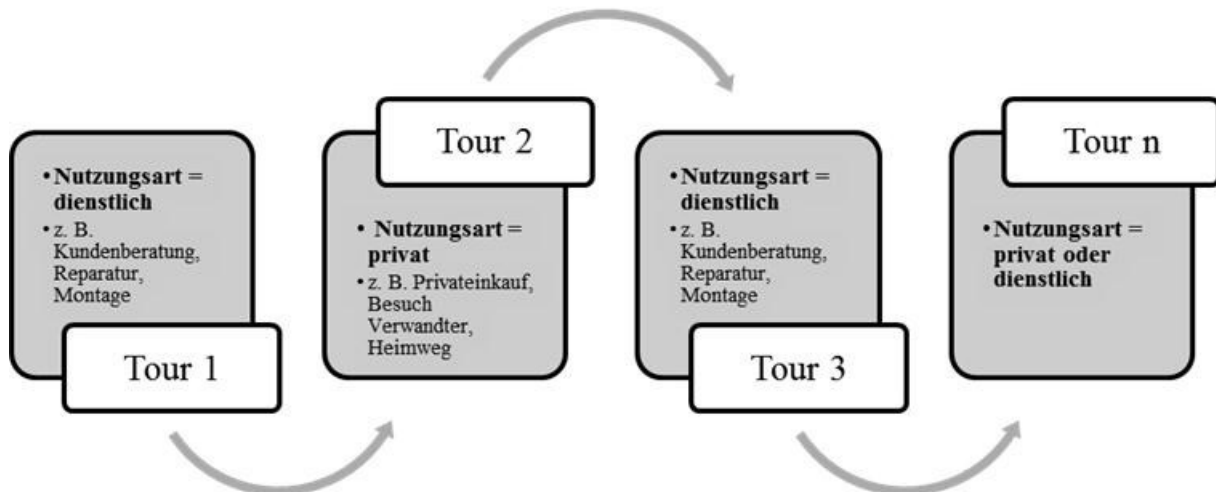 • Nutzungsart =
dienstlich
• z. B.
Kundenberatung,
Reparatur,
Montage
Tour 1
Tour 2
• Nutzungsart =
privat
• z. B. Privateinkauf,
Besuch
Verwandter,
Heimweg
• Nutzungsart =
dienstlich
• z. B.
Kundenberatung,
Reparatur,
Montage
Tour 3
Tour n
• Nutzungsart =
privat oder
dienstlich